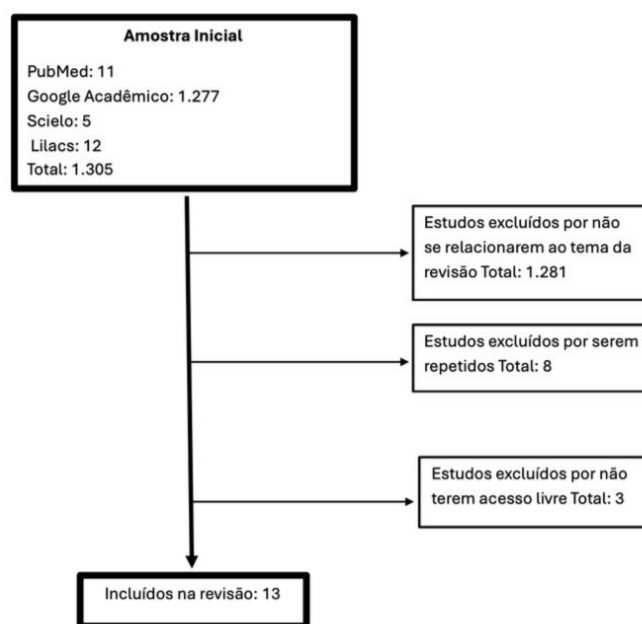 Amostra Inicial
PubMed: 11
Google Acadêmico: 1.277
Scielo: 5
Lilacs: 12
Total: 1.305
Estudos excluídos por não
se relacionarem ao tema da
revisão Total: 1.281
Estudos excluídos por serem
repetidos Total: 8
Estudos excluídos por não
terem acesso livre Total: 3
Incluídos na revisão: 13